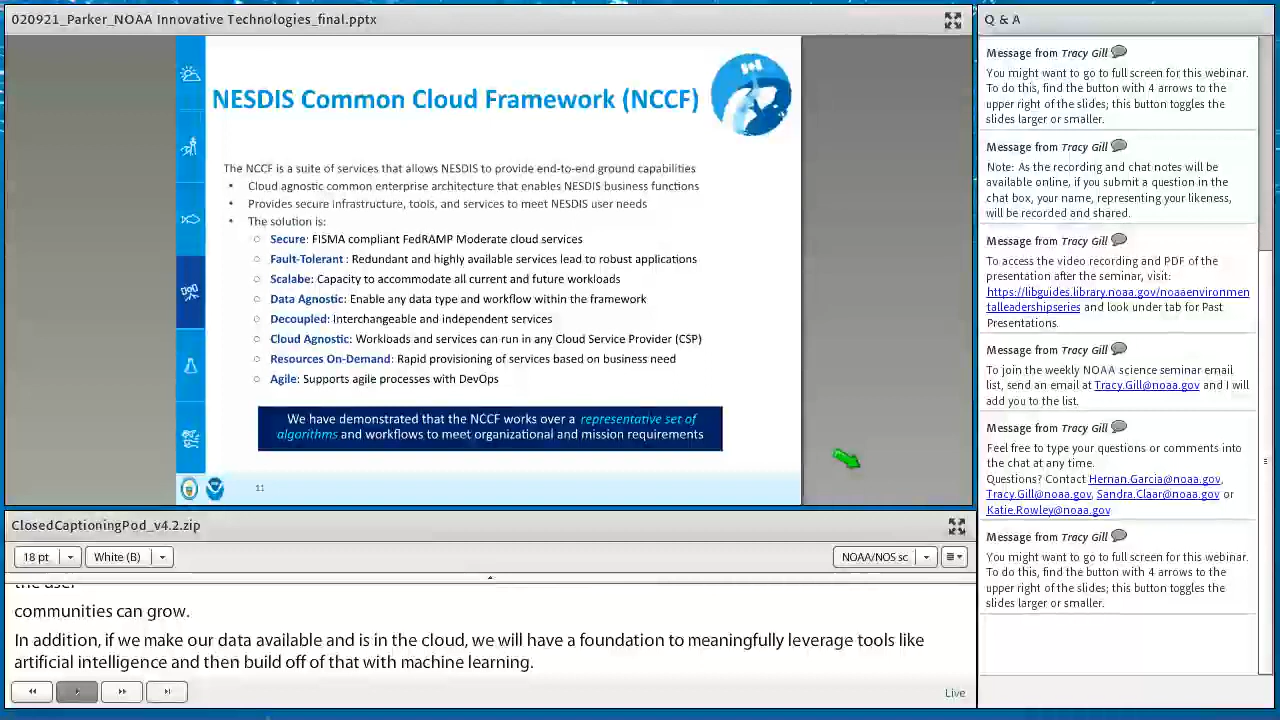 020921_Parker_NOAA Innovative Technologies_final.pptx
NESDIS Common Cloud Framework (NCCF)
The NCCF is a suite of services that allows NESDIS to provide end-to-end ground capabilities
• Cloud agnostic common enterprise architecture that enables NESDIS business functions
• Provides secure infrastructure, tools, and services to meet NESDIS user needs
• The solution is:
○ Secure: FISMA compliant FedRAMP Moderate cloud services
○ Fault-Tolerant : Redundant and highly available services lead to robust applications
○ Scalabe: Capacity to accommodate all current and future workloads
○ Data Agnostic: Enable any data type and workflow within the framework
○ Decoupled: Interchangeable and independent services
○ Cloud Agnostic: Workloads and services can run in any Cloud Service Provider (CSP)
○ Resources On-Demand: Rapid provisioning of services based on business need
○ Agile: Supports agile processes with DevOps
We have demonstrated that the NCCF works over a representative set of
algorithms and workflows to meet organizational and mission requirements
11
ClosedCaptioningPod_v4.2.zip
18 pt
White (B)
NOAA/NOS sc
the user
communities can grow.
In addition, if we make our data available and is in the cloud, we will have a foundation to meaningfully leverage tools like
artificial intelligence and then build off of that with machine learning.
Live
Q & A
Message from Tracy Gill
You might want to go to full screen for this webinar.
To do this, find the button with 4 arrows to the
upper right of the slides; this button toggles the
slides larger or smaller.
Message from Tracy Gill
Note: As the recording and chat notes will be
available online, if you submit a question in the
chat box, your name, representing your likeness,
will be recorded and shared.
Message from Tracy Gill
To access the video recording and PDF of the
presentation after the seminar, visit:
https://libguides.library.noaa.gov/noaaenvironmen
talleadershipseries and look under tab for Past
Presentations.
Message from Tracy Gill
To join the weekly NOAA science seminar email
list, send an email at Tracy.Gill@noaa.gov and I will
add you to the list.
Message from Tracy Gill
Feel free to type your questions or comments into
the chat at any time.
Questions? Contact Hernan.Garcia@noaa.gov,
Tracy.Gill@noaa.gov, Sandra.Claar@noaa.gov or
Katie.Rowley@noaa.gov
Message from Tracy Gill
You might want to go to full screen for this webinar.
To do this, find the button with 4 arrows to the
upper right of the slides; this button toggles the
slides larger or smaller.